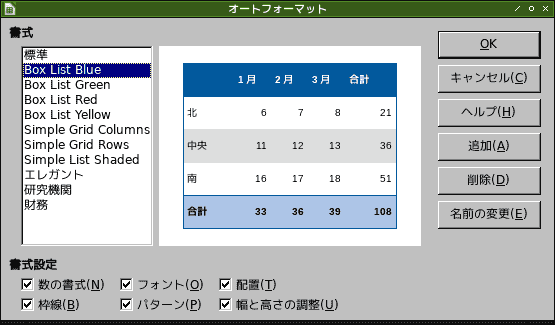 オートフォーマット
書式
標準
Box List Blue
Box List Green
Box List Red
Box List Yellow
Simple Grid Columns
Simple Grid Rows
Simple List Shaded
エレガント
研究機関
財務
1月 2月 3月 合計
北 6 7 8 21
中央 11 12 13 36
南 16 17 18 51
合計 33 36 39 108
OK
キャンセル(C)
ヘルプ(H)
追加(A)
削除(D)
名前の変更(E)
書式設定
数の書式(N) フォント(O) 配置(T)
枠線(B) パターン(P) 幅と高さの調整(U)